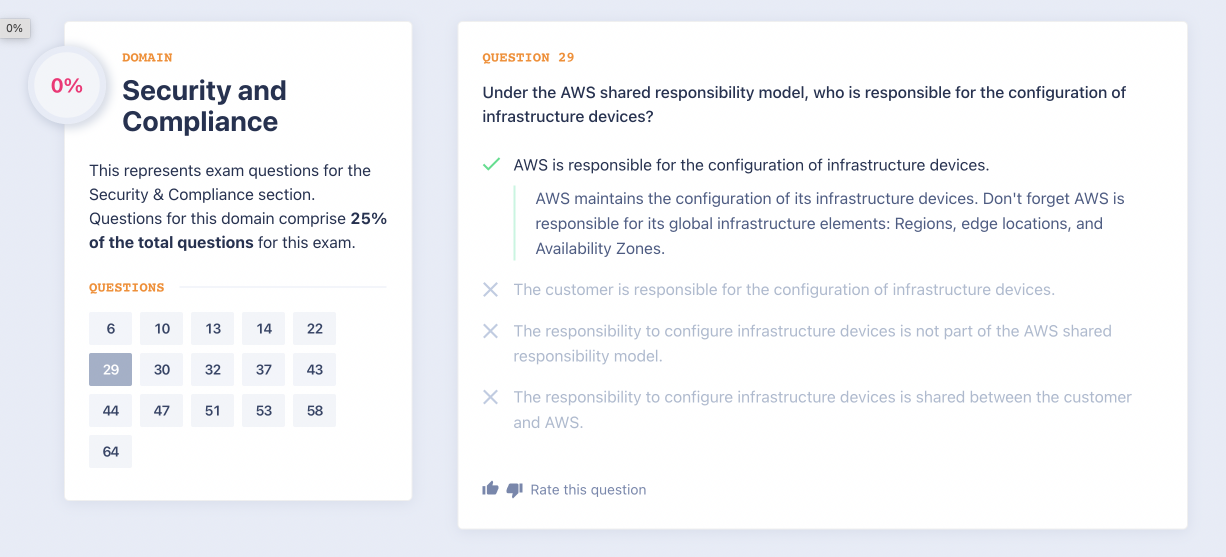 0%
0%
DOMAIN
Security and
Compliance
This represents exam questions for the
Security & Compliance section.
Questions for this domain comprise 25%
of the total questions for this exam.
QUESTIONS
6 10 13 14 22
29 30 32 37 43
44 47 51 53 58
64
QUESTION 29
Under the AWS shared responsibility model, who is responsible for the configuration of
infrastructure devices?
AWS is responsible for the configuration of infrastructure devices.
AWS maintains the configuration of its infrastructure devices. Don't forget AWS is
responsible for its global infrastructure elements: Regions, edge locations, and
Availability Zones.
The customer is responsible for the configuration of infrastructure devices.
The responsibility to configure infrastructure devices is not part of the AWS shared
responsibility model.
The responsibility to configure infrastructure devices is shared between the customer
and AWS.
Rate this question